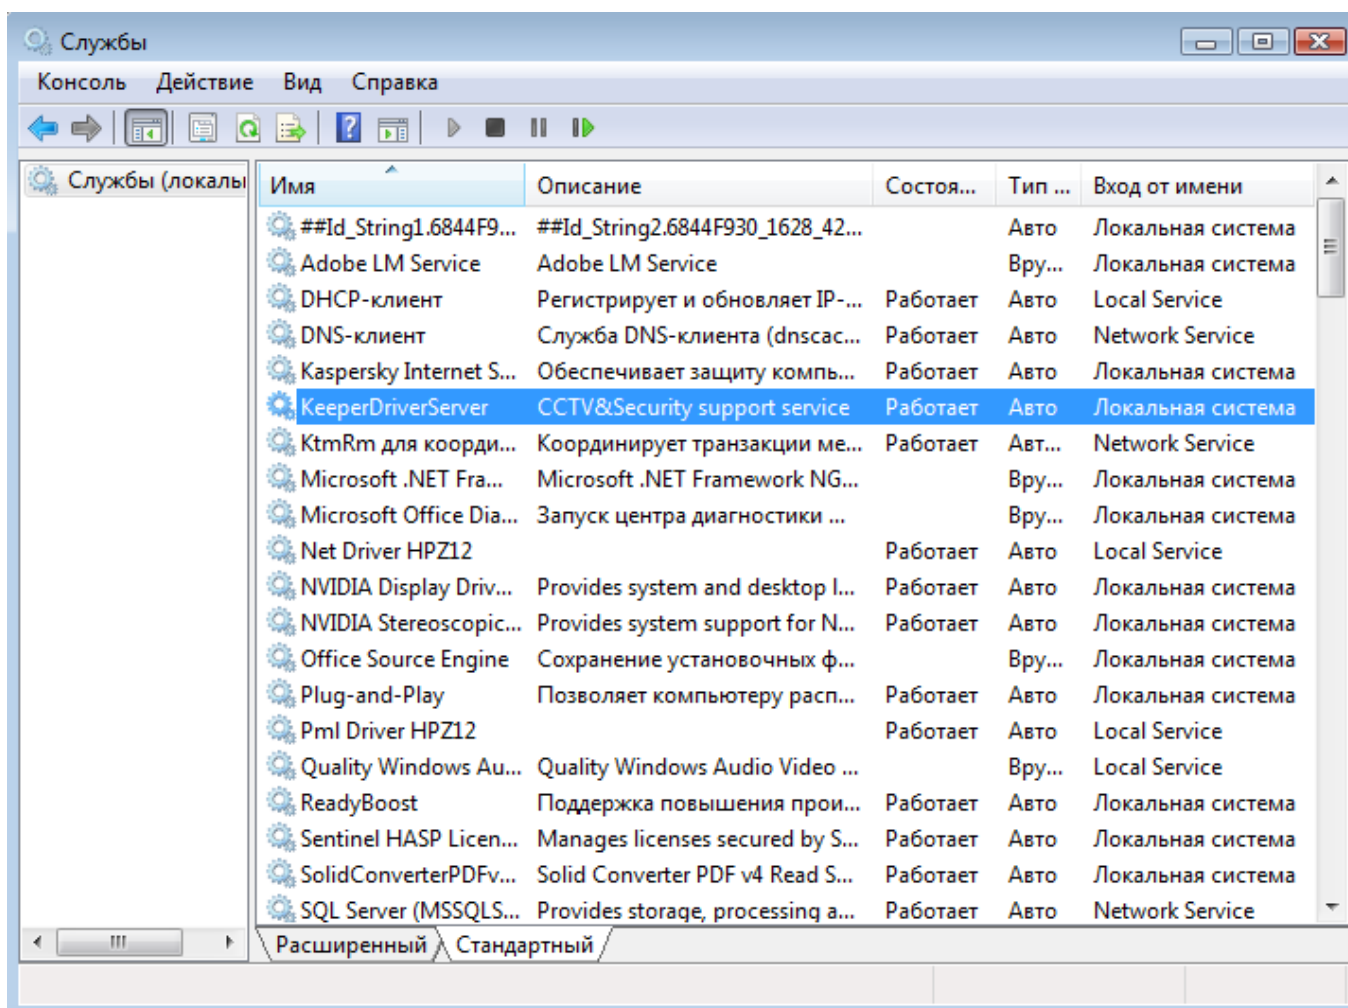 Службы
Консоль Действие Вид Справка
Службы (локалы
Имя Описание Состоя... Тип ... Вход от имени
##Id_String1.6844F9... ##Id_String2.6844F930_1628_42... Авто Локальная система
Adobe LM Service Adobe LM Service Вру... Локальная система
DHCP-клиент Регистрирует и обновляет IP-... Работает Авто Local Service
DNS-клиент Служба DNS-клиента (dnscac... Работает Авто Network Service
Kaspersky Internet S... Обеспечивает защиту компь... Работает Авто Локальная система
KeeperDriverServer CCTV&Security support service Работает Авто Локальная система
KtmRm для коорди... Координирует транзакции ме... Работает Авт... Network Service
Microsoft .NET Fra... Microsoft .NET Framework NG... Вру... Локальная система
Microsoft Office Dia... Запуск центра диагностики ... Вру... Локальная система
Net Driver HPZ12 Работает Авто Local Service
NVIDIA Display Driv... Provides system and desktop l... Работает Авто Локальная система
NVIDIA Stereoscopic... Provides system support for N... Работает Авто Локальная система
Office Source Engine Сохранение установочных ф... Вру... Локальная система
Plug-and-Play Позволяет компьютеру расп... Работает Авто Локальная система
Pml Driver HPZ12 Работает Авто Local Service
Quality Windows Au... Quality Windows Audio Video ... Вру... Local Service
ReadyBoost Поддержка повышения прои... Работает Авто Локальная система
Sentinel HASP Licen... Manages licenses secured by S... Работает Авто Локальная система
SolidConverterPDFv... Solid Converter PDF v4 Read S... Работает Авто Локальная система
SQL Server (MSSQLS... Provides storage, processing a... Работает Авто Network Service
Расширенный Стандартный